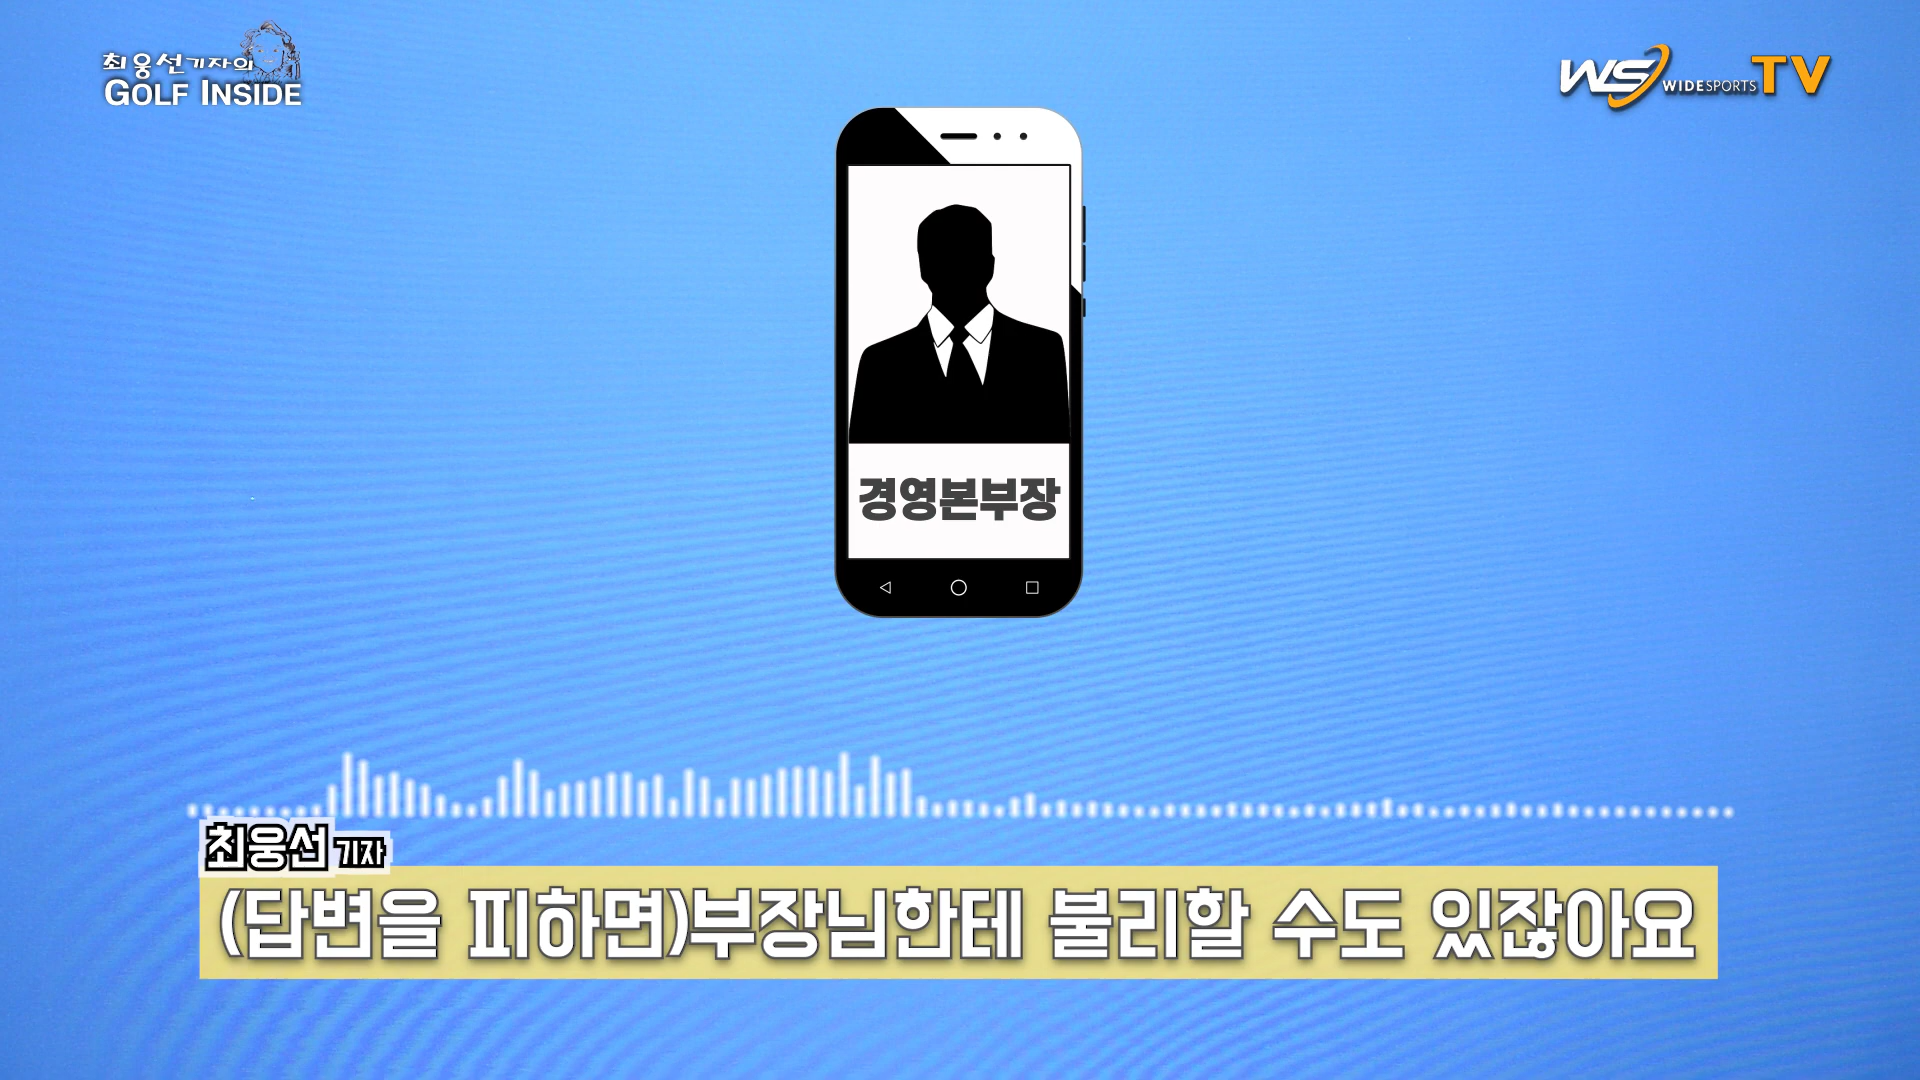 최웅선기자의
GOLF INSIDE
WS WIDESPORTS TV
경영본부장
최웅선 기자
(답변을 피하면)부장님한테 불리할 수도 있잖아요